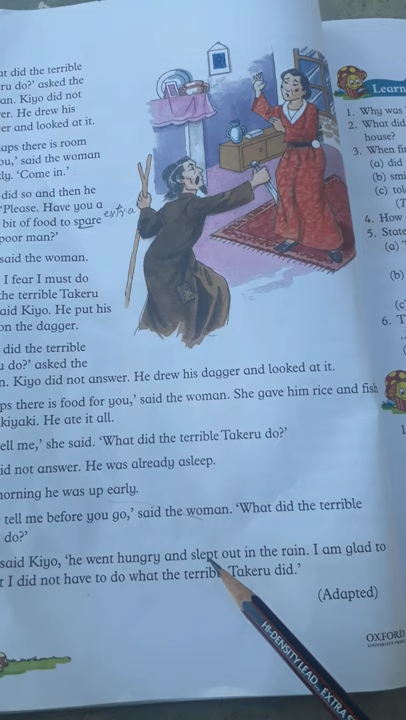 at did the terrible
ru do?' asked the
an. Kiyo did not
er. He drew his
er and looked at it.
aps there is room
ou,' said the woman
ly. 'Come in.'
did so and then he
'Please. Have you a
bit of food to spare
extra
poor man?'
said the woman.
I fear I must do
the terrible Takeru
aid Kiyo. He put his
on the dagger.
did the terrible
u do?' asked the
n. Kiyo did not answer. He drew his dagger and looked at it.
ps there is food for you,' said the woman. She gave him rice and fish
kiyaki. He ate it all.
ell me,' she said. 'What did the terrible Takeru do?'
id not answer. He was already asleep.
orning he was up early.
tell me before you go,' said the woman. 'What did the terrible
do?'
said Kiyo, 'he went hungry and slept out in the rain. I am glad to
t I did not have to do what the terrib Takeru did.'
(Adapted)
Learn
1. Why was
2. What did
house?
3. When
(a) did
(b) smi
(c) tol
4. How
5. State
(a)
(b)
(c
6. T
1
OXFORD
UNIVERSITY
HI-DENSITY LEAD EXTRA